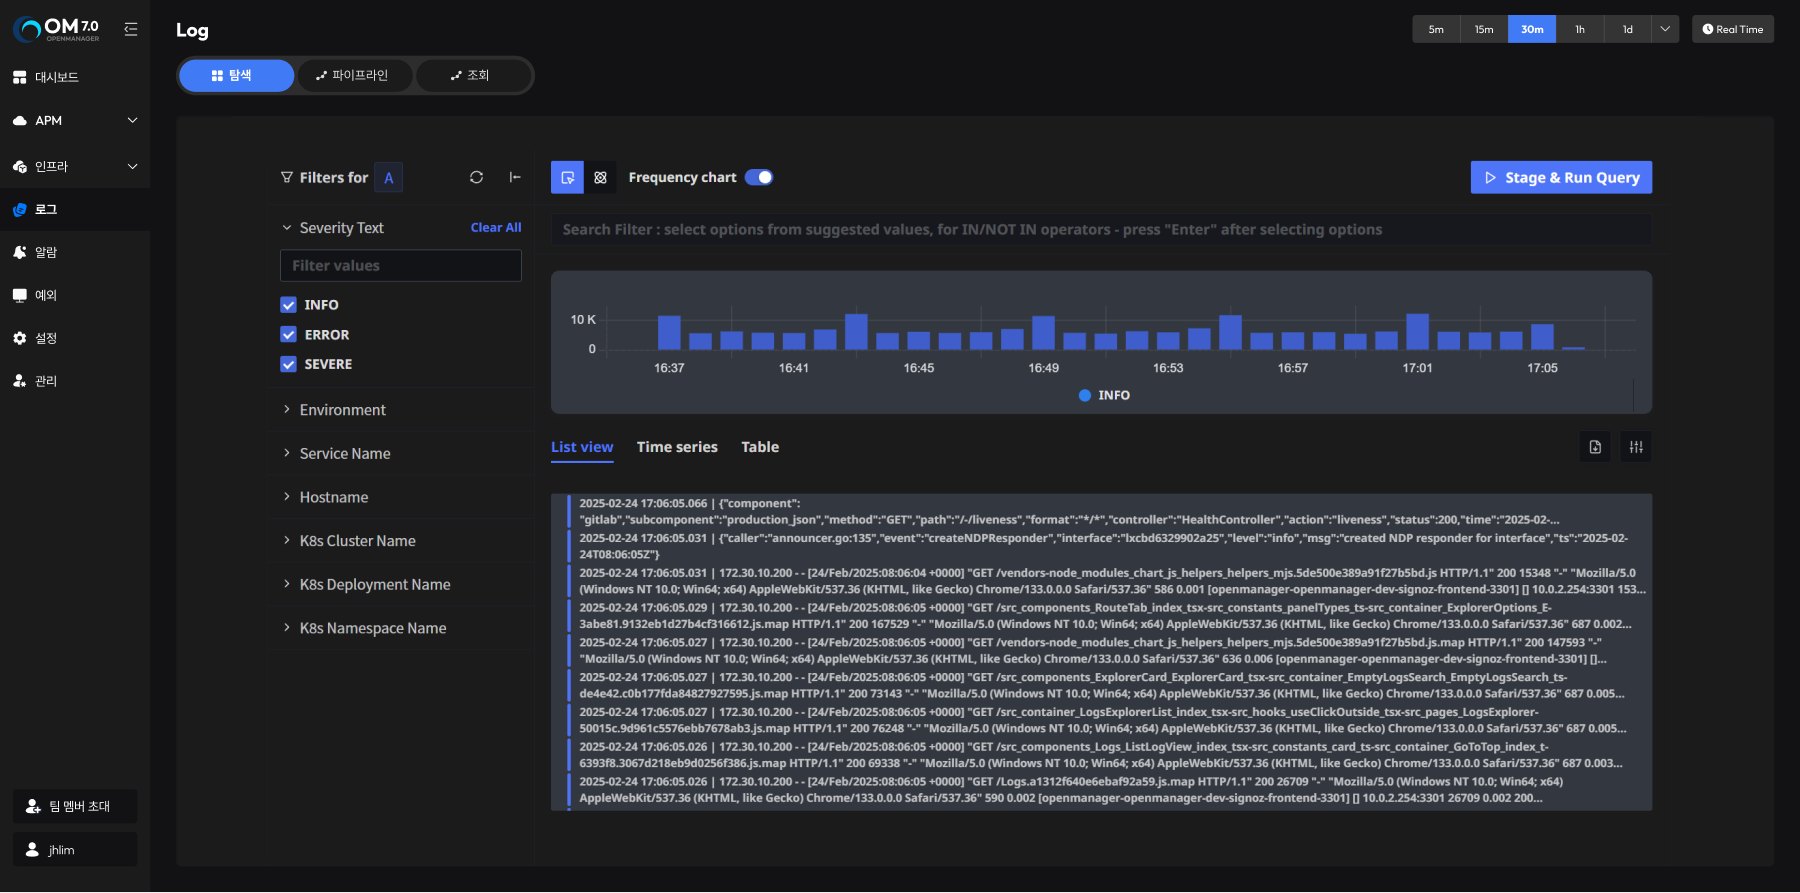 OM 7.0
OPENMANAGER
대시보드
APM
인프라
로그
알람
예외
설정
관리
팀 멤버 초대
jhlim
Log
5m 15m 30m 1h 1d Real Time
탐색 파이프라인 조회
Filters for A
Severity Text Clear All
Filter values
INFO
ERROR
SEVERE
Environment
Service Name
Hostname
K8s Cluster Name
K8s Deployment Name
K8s Namespace Name
Frequency chart
Stage & Run Query
Search Filter : select options from suggested values, for IN/NOT IN operators - press "Enter" after selecting options
10 K
0
16:37 16:41 16:45 16:49 16:53 16:57 17:01 17:05
INFO
List view Time series Table
2025-02-24 17:06:05.066 | {"component":
"gitlab","subcomponent":"production_json","method":"GET","path":"/-/liveness","format":"*/*","controller":"HealthController","action":"liveness","status":200,"time":"2025-02-...
2025-02-24 17:06:05.031 | {"caller":"announcer.go:135","event":"createNDPResponder","interface":"lxcbd6329902a25","level":"info","msg":"created NDP responder for interface","ts":"2025-02-
24T08:06:05Z"}
2025-02-24 17:06:05.031 | 172.30.10.200 - - [24/Feb/2025:08:06:04 +0000] "GET /vendors-node_modules_chart_js_helpers_helpers_mjs.5de500e389a91f27b5bd.js HTTP/1.1" 200 15348 "-" "Mozilla/5.0
(Windows NT 10.0; Win64; x64) AppleWebKit/537.36 (KHTML, like Gecko) Chrome/133.0.0.0 Safari/537.36" 586 0.001 [openmanager-openmanager-dev-signoz-frontend-3301] [] 10.0.2.254:3301 153...
2025-02-24 17:06:05.029 | 172.30.10.200 - - [24/Feb/2025:08:06:05 +0000] "GET /src_components_RouteTab_index_tsx-src_constants_panelTypes_ts-src_container_ExplorerOptions_E-
3abe81.9132eb1d27b4cf316612.js.map HTTP/1.1" 200 167529 "-" "Mozilla/5.0 (Windows NT 10.0; Win64; x64) AppleWebKit/537.36 (KHTML, like Gecko) Chrome/133.0.0.0 Safari/537.36" 687 0.002...
2025-02-24 17:06:05.027 | 172.30.10.200 - - [24/Feb/2025:08:06:05 +0000] "GET /vendors-node_modules_chart_js_helpers_helpers_mjs.5de500e389a91f27b5bd.js.map HTTP/1.1" 200 147593 "-"
"Mozilla/5.0 (Windows NT 10.0; Win64; x64) AppleWebKit/537.36 (KHTML, like Gecko) Chrome/133.0.0.0 Safari/537.36" 636 0.006 [openmanager-openmanager-dev-signoz-frontend-3301] []...
2025-02-24 17:06:05.027 | 172.30.10.200 - - [24/Feb/2025:08:06:05 +0000] "GET /src_components_ExplorerCard_ExplorerCard_tsx-src_container_EmptyLogsSearch_EmptyLogsSearch_ts-
de4e42.c0b177fda84827927595.js.map HTTP/1.1" 200 73143 "-" "Mozilla/5.0 (Windows NT 10.0; Win64; x64) AppleWebKit/537.36 (KHTML, like Gecko) Chrome/133.0.0.0 Safari/537.36" 687 0.005...
2025-02-24 17:06:05.027 | 172.30.10.200 - - [24/Feb/2025:08:06:05 +0000] "GET /src_container_LogsExplorerList_index_tsx-src_hooks_useClickOutside_tsx-src_pages_LogsExplorer-
50015c.9d961c5576ebb7678ab3.js.map HTTP/1.1" 200 76248 "-" "Mozilla/5.0 (Windows NT 10.0; Win64; x64) AppleWebKit/537.36 (KHTML, like Gecko) Chrome/133.0.0.0 Safari/537.36" 687 0.005...
2025-02-24 17:06:05.026 | 172.30.10.200 - - [24/Feb/2025:08:06:05 +0000] "GET /src_components_Logs_ListLogView_index_tsx-src_constants_card_ts-src_container_GoToTop_index_t-
6393f8.3067d218eb9d0256f386.js.map HTTP/1.1" 200 69338 "-" "Mozilla/5.0 (Windows NT 10.0; Win64; x64) AppleWebKit/537.36 (KHTML, like Gecko) Chrome/133.0.0.0 Safari/537.36" 687 0.003...
2025-02-24 17:06:05.026 | 172.30.10.200 - - [24/Feb/2025:08:06:05 +0000] "GET /Logs.a1312f640e6ebaf92a59.js.map HTTP/1.1" 200 26709 "-" "Mozilla/5.0 (Windows NT 10.0; Win64; x64)
AppleWebKit/537.36 (KHTML, like Gecko) Chrome/133.0.0.0 Safari/537.36" 590 0.002 [openmanager-openmanager-dev-signoz-frontend-3301] [] 10.0.2.254:3301 26709 0.002 200...